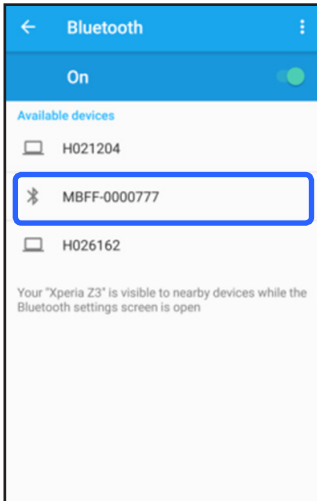 Bluetooth
On
Available devices
H021204
MBFF-0000777
H026162
Your "Xperia Z3" is visible to nearby devices while the
Bluetooth settings screen is open